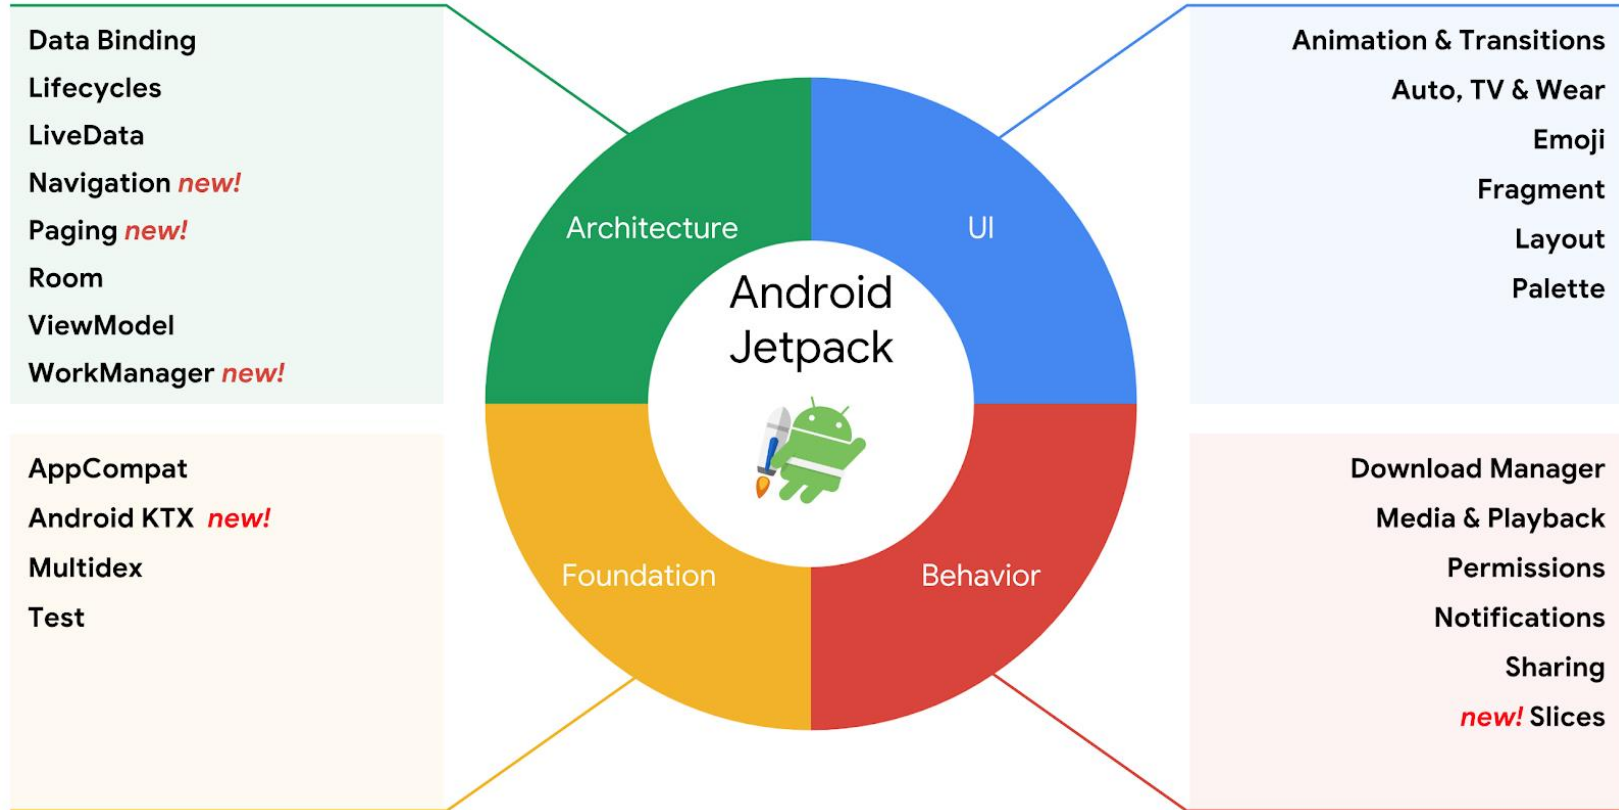 Data Binding
Lifecycles
LiveData
Navigation new!
Paging new!
Room
ViewModel
WorkManager new!
Animation & Transitions
Auto, TV & Wear
Emoji
Fragment
Layout
Palette
Architecture
UI
Android
Jetpack
Foundation
Behavior
AppCompat
Android KTX new!
Multidex
Test
Download Manager
Media & Playback
Permissions
Notifications
Sharing
new! Slices